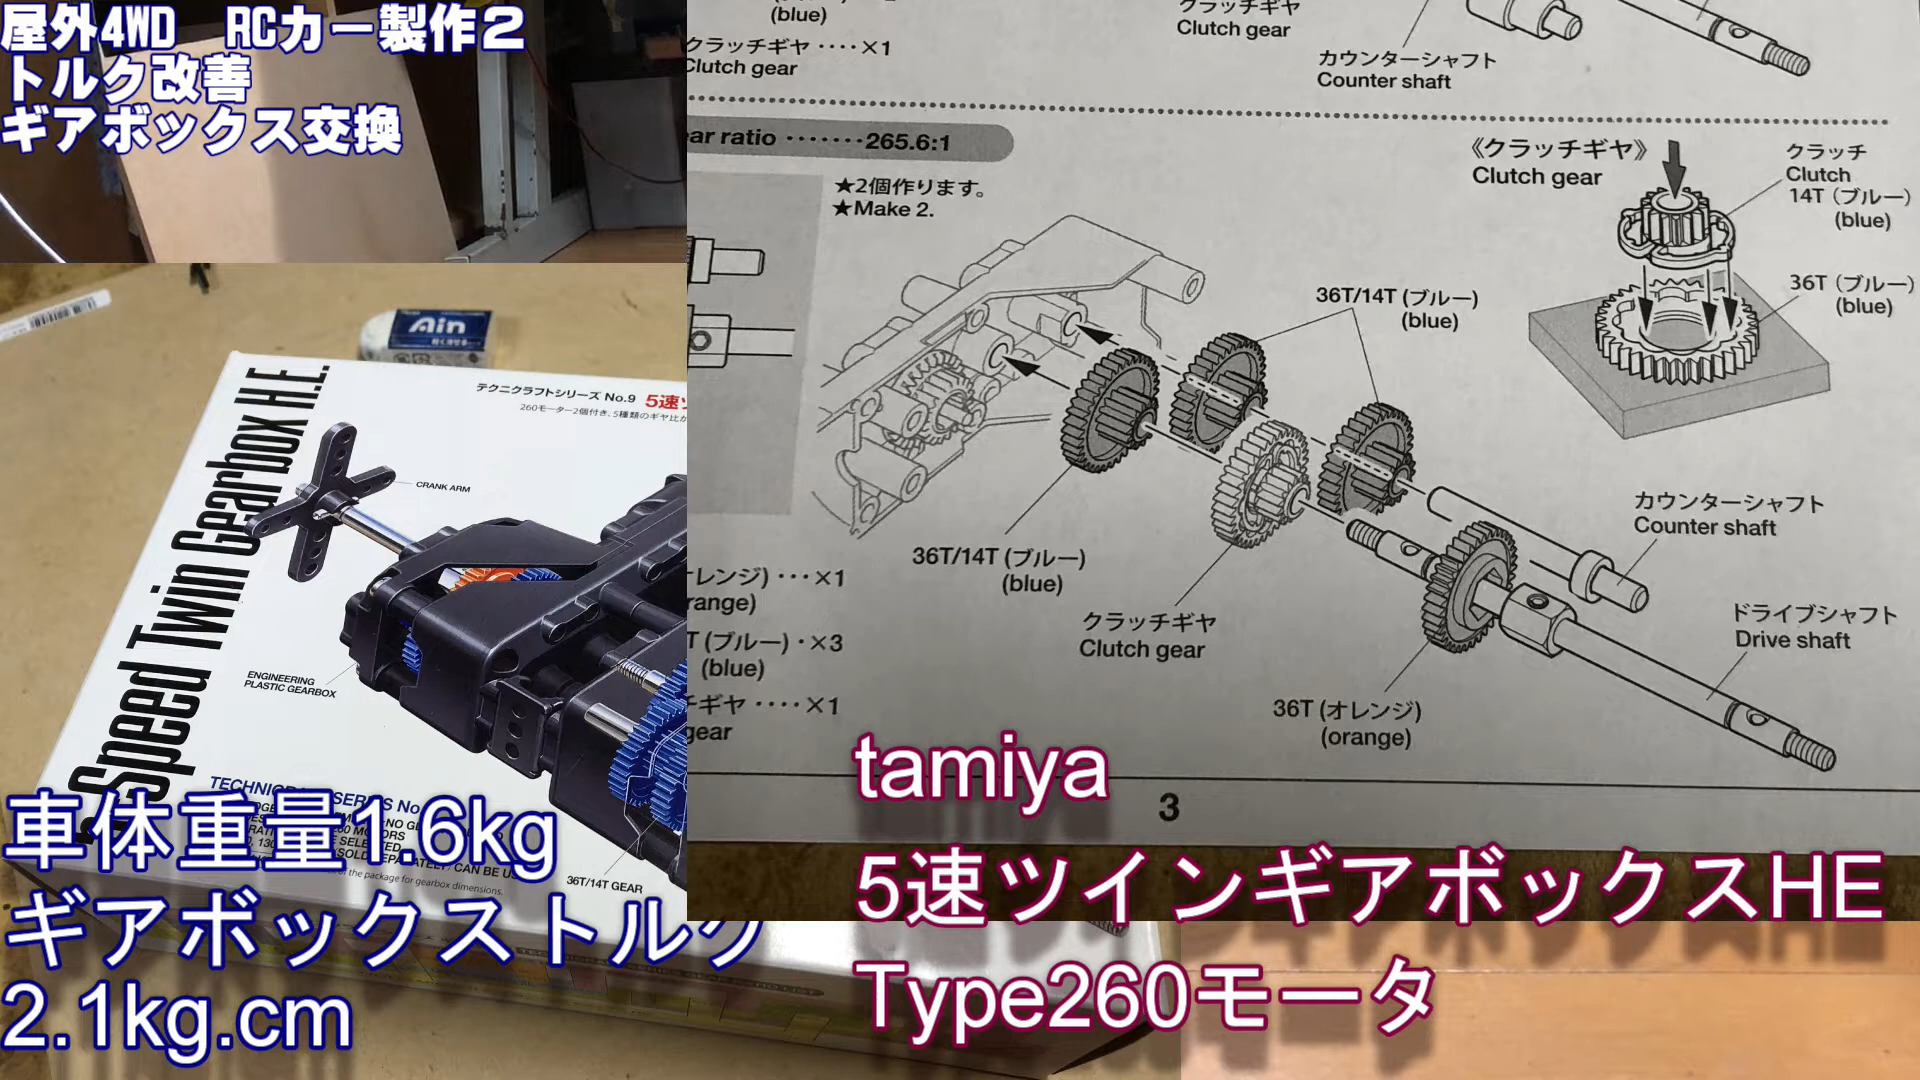 屋外4WD　RCカー製作２
トルク改善
ギアボックス交換
(blue)
クラッチギヤ‥‥×1
Clutch gear
クラッチギヤ
Clutch gear
カウンターシャフト
Counter shaft
ear ratio ‥‥‥‥265.6:1
★2個作ります。
★Make 2.
《クラッチギヤ》
Clutch gear
クラッチ
Clutch
14T (ブルー)
(blue)
36T (ブルー)
(blue)
36T/14T (ブルー)
(blue)
カウンターシャフト
Counter shaft
36T/14T (ブルー)
(blue)
クラッチギヤ
Clutch gear
ドライブシャフト
Drive shaft
36T (オレンジ)
(orange)
レンジ)‥‥×1
range)
T (ブルー)・×3
(blue)
チギヤ‥‥×1
gear
3
Ain
テクニクラフトシリーズ No.9 5速
260モーター2個付き、5種類のギヤ比か
Speed Twin Gearbox H.E.
CRANK ARM
ENGINEERING
PLASTIC GEARBOX
36T/14T GEAR
of the package for gearbox dimensions.
車体重量1.6kg
ギアボックストルク
2.1kg.cm
tamiya
5速ツインギアボックスHE
Type260モータ